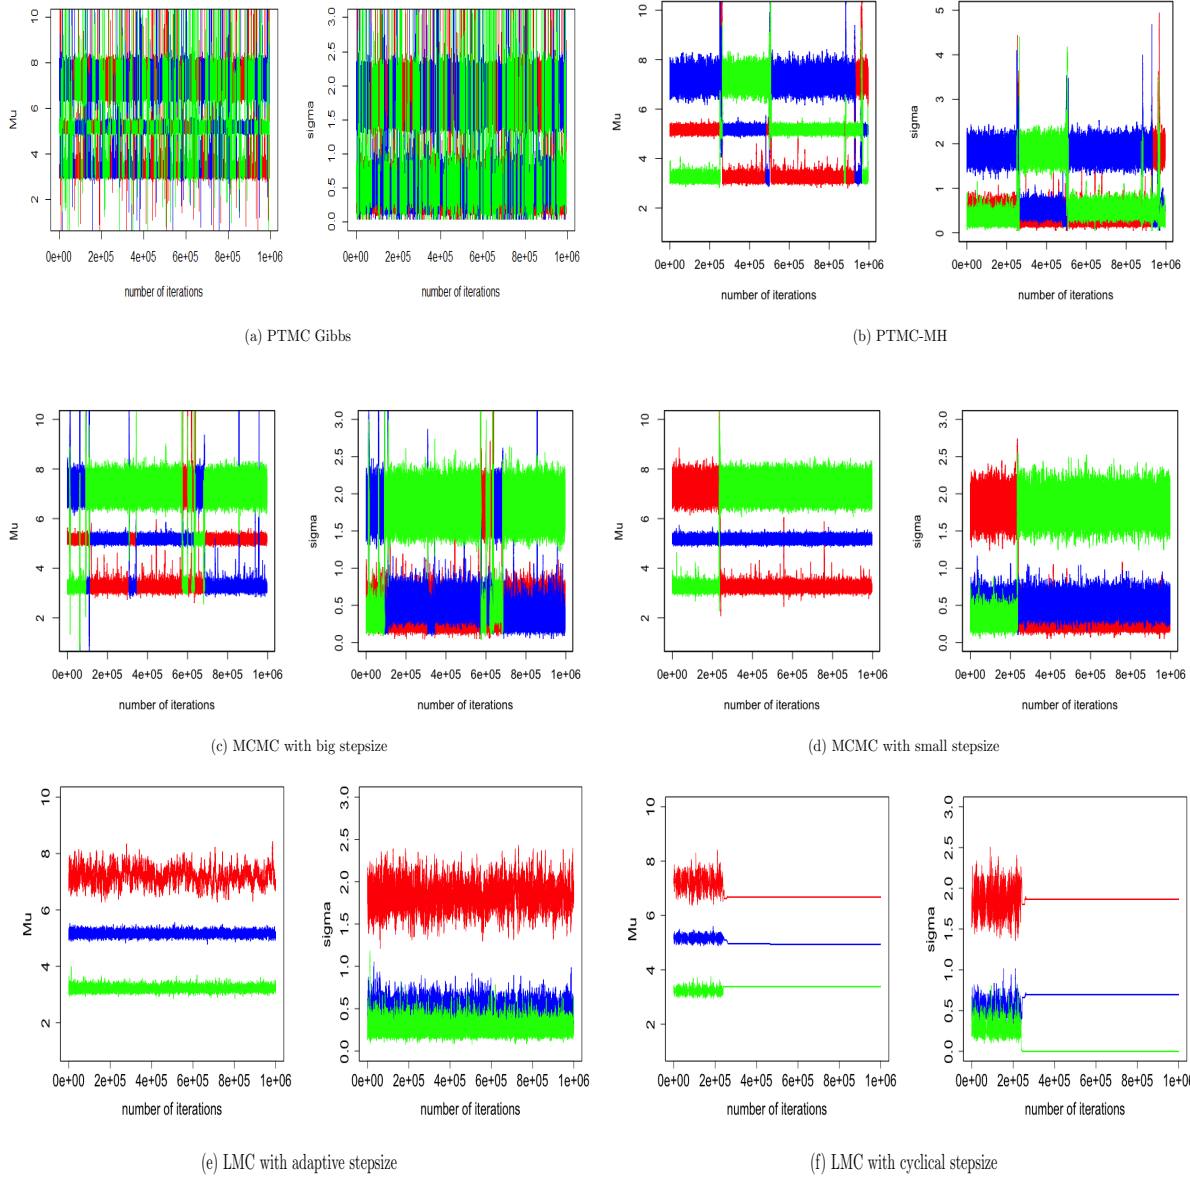 10
8
6
4
2
Mu
0e+00 2e+05 4e+05 6e+05 8e+05 1e+06
number of iterations
3.0
2.5
2.0
1.5
1.0
0.5
0.0
sigma
0e+00 2e+05 4e+05 6e+05 8e+05 1e+06
number of iterations
(a) PTMC Gibbs
10
8
6
4
2
Mu
0e+00 2e+05 4e+05 6e+05 8e+05 1e+06
number of iterations
5
4
3
2
1
0
sigma
0e+00 2e+05 4e+05 6e+05 8e+05 1e+06
number of iterations
(b) PTMC-MH
10
8
6
4
2
Mu
0e+00 2e+05 4e+05 6e+05 8e+05 1e+06
number of iterations
3.0
2.5
2.0
1.5
1.0
0.5
0.0
sigma
0e+00 2e+05 4e+05 6e+05 8e+05 1e+06
number of iterations
(c) MCMC with big stepsize
10
8
6
4
2
Mu
0e+00 2e+05 4e+05 6e+05 8e+05 1e+06
number of iterations
3.0
2.5
2.0
1.5
1.0
0.5
0.0
sigma
0e+00 2e+05 4e+05 6e+05 8e+05 1e+06
number of iterations
(d) MCMC with small stepsize
10
8
6
4
2
Mu
0e+00 2e+05 4e+05 6e+05 8e+05 1e+06
number of iterations
3.0
2.5
2.0
1.5
1.0
0.5
0.0
sigma
0e+00 2e+05 4e+05 6e+05 8e+05 1e+06
number of iterations
(e) LMC with adaptive stepsize
10
8
6
4
2
Mu
0e+00 2e+05 4e+05 6e+05 8e+05 1e+06
number of iterations
3.0
2.5
2.0
1.5
1.0
0.5
0.0
sigma
0e+00 2e+05 4e+05 6e+05 8e+05 1e+0
number of iterations
(f) LMC with cyclical stepsize